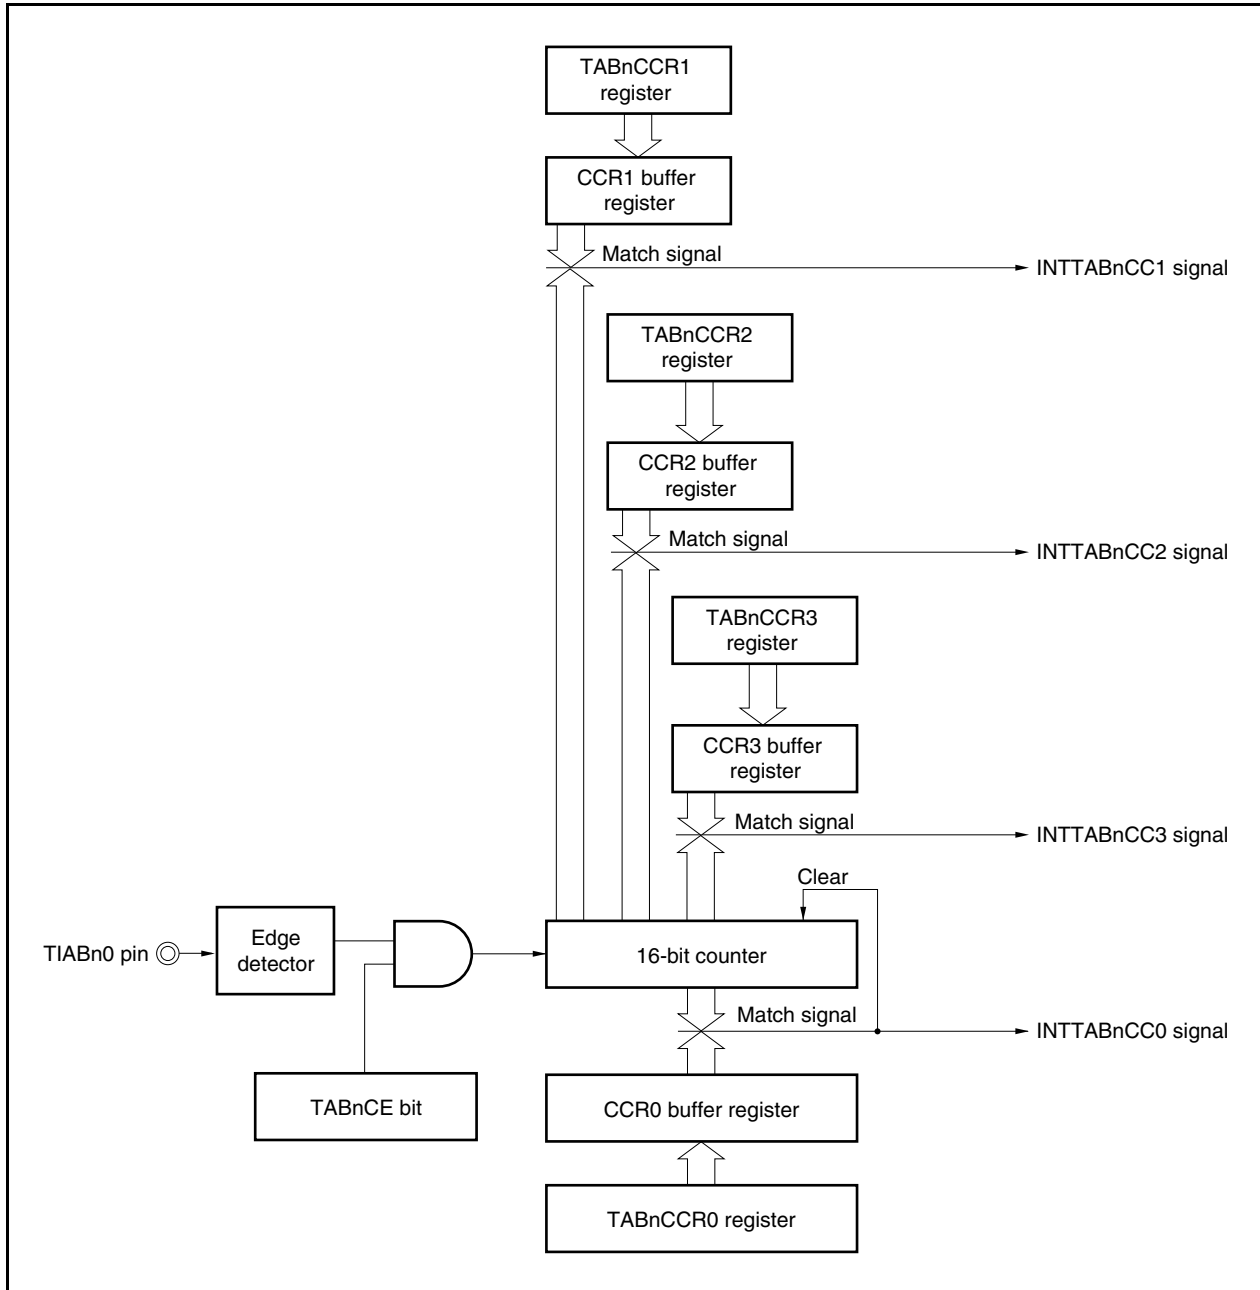 TABnCCR1
register
CCR1 buffer
register
Match signal
INTTABnCC1 signal
TABnCCR2
register
CCR2 buffer
register
Match signal
INTTABnCC2 signal
TABnCCR3
register
CCR3 buffer
register
Match signal
INTTABnCC3 signal
Clear
TIABn0 pin
Edge
detector
16-bit counter
Match signal
INTTABnCC0 signal
TABnCE bit
CCR0 buffer register
TABnCCR0 register